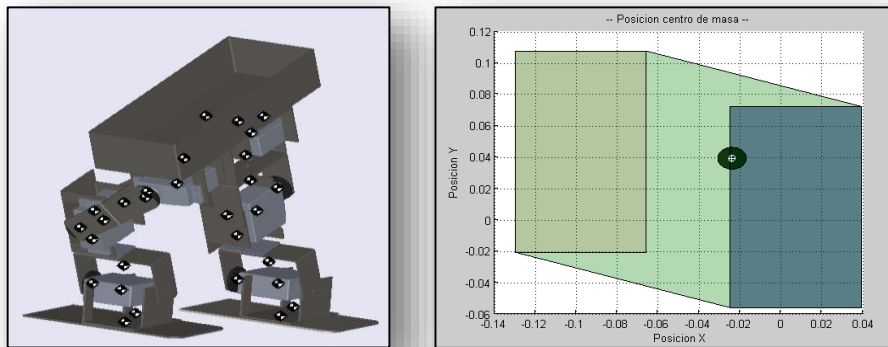 -- Posicion centro de masa --
0.12
0.1
0.08
0.06
0.04
0.02
0
-0.02
-0.04
-0.06
Posicion Y
-0.14 -0.12 -0.1 -0.08 -0.06 -0.04 -0.02 0 0.02 0.04
Posicion X